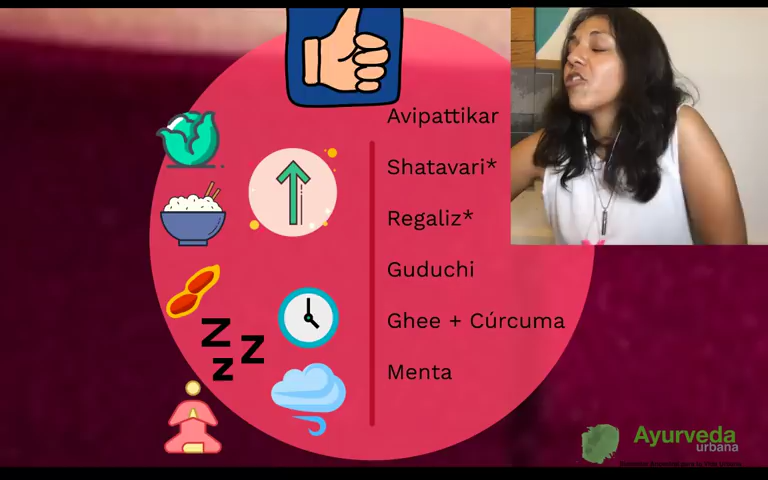 Avipattikar
Shatavari*
Regaliz*
Guduchi
Ghee + Cúrcuma
Menta
Z
Z
Z
Ayurveda
urbana